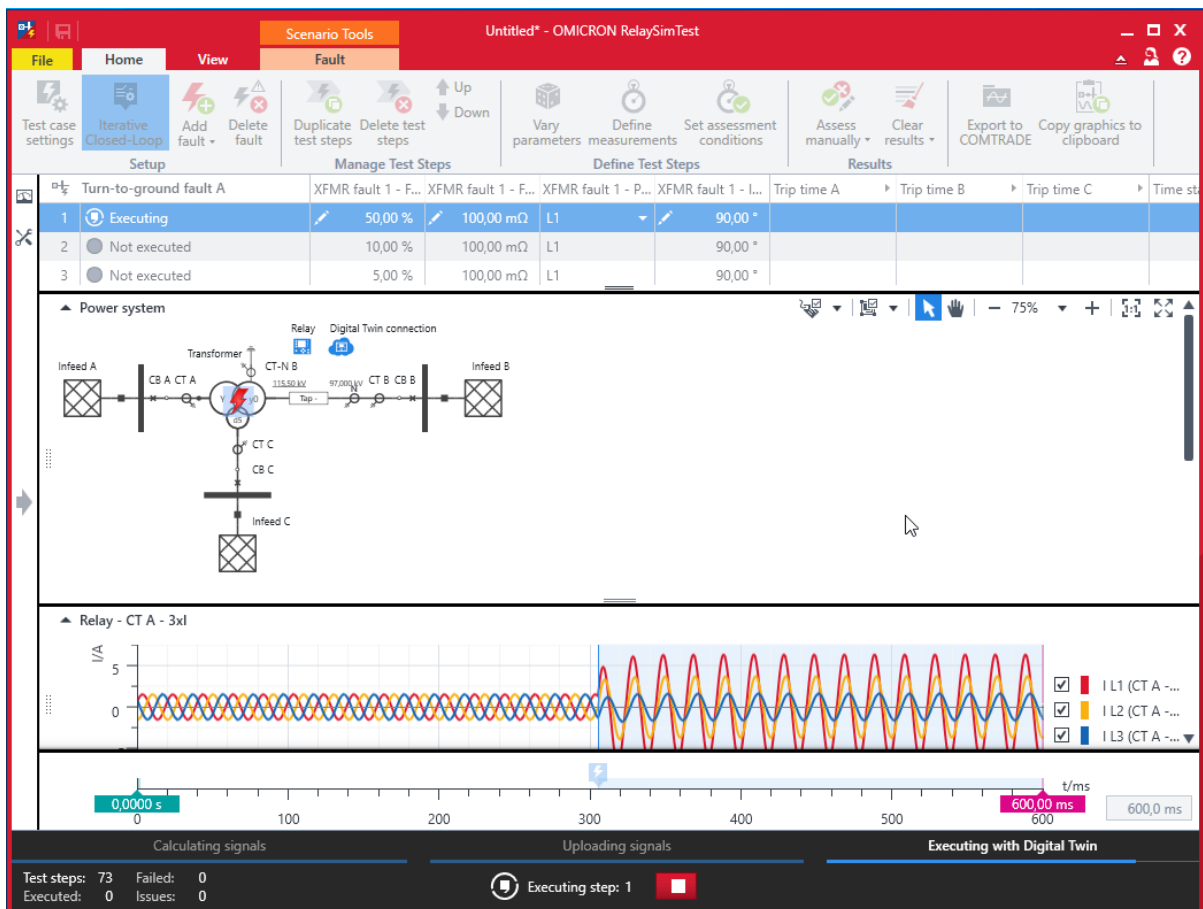 Scenario Tools
Untitled* - OMICRON RelaySimTest
File Home View Fault
Test case settings
Iterative Closed-Loop
Add fault
Delete fault
Duplicate test steps
Delete test steps
Up
Down
Vary parameters
Define measurements
Set assessment conditions
Assess manually
Clear results
Export to COMTRADE
Copy graphics to clipboard
Setup Manage Test Steps Define Test Steps Results
Turn-to-ground fault A XFMR fault 1 - F... XFMR fault 1 - F... XFMR fault 1 - P... XFMR fault 1 - I... Trip time A Trip time B Trip time C Time sta
1 Executing 50,00 % 100,00 mΩ L1 90,00 °
2 Not executed 10,00 % 100,00 mΩ L1 90,00 °
3 Not executed 5,00 % 100,00 mΩ L1 90,00 °
Power system
75%
1:1
Relay Digital Twin connection
Transformer
CT-N B
Infeed A
CB A CT A
115,50 kV
97,000 kV
N
CT B CB B
Infeed B
Y y0
Tap -
d5
CT C
CB C
Infeed C
Relay - CT A - 3xI
I/A
5
0
I L1 (CT A -...
I L2 (CT A -...
I L3 (CT A -...
t/ms
0,0000 s
600,00 ms
600,0 ms
0 100 200 300 400 500 600
Calculating signals Uploading signals Executing with Digital Twin
Test steps: 73 Failed: 0
Executed: 0 Issues: 0
Executing step: 1